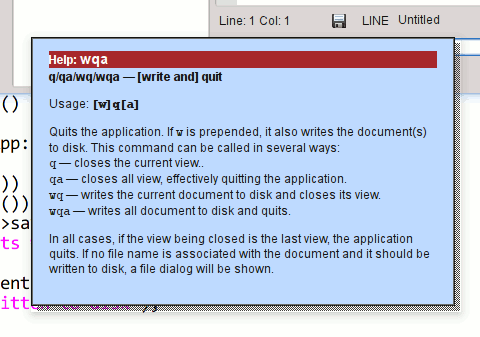 Line: 1 Col: 1 LINE Untitled
Help: wqa
q/qa/wq/wqa — [write and] quit
Usage: [w]q[a]
Quits the application. If w is prepended, it also writes the document(s)
to disk. This command can be called in several ways:
q — closes the current view..
qa — closes all view, effectively quitting the application.
wq — writes the current document to disk and closes its view.
wqa — writes all document to disk and quits.
In all cases, if the view being closed is the last view, the application
quits. If no file name is associated with the document and it should be
written to disk, a file dialog will be shown.
()
pp:
))
())
>sa
ts
ent
itt